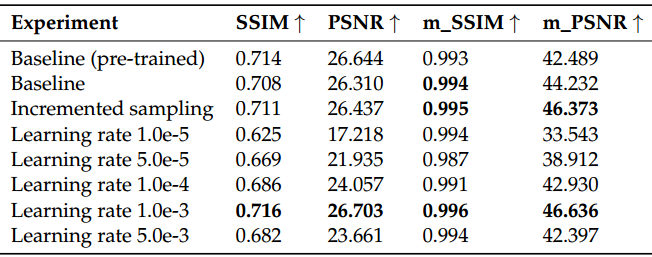 Experiment SSIM ↑ PSNR ↑ m_SSIM ↑ m_PSNR ↑
Baseline (pre-trained) 0.714 26.644 0.993 42.489
Baseline 0.708 26.310 0.994 44.232
Incremented sampling 0.711 26.437 0.995 46.373
Learning rate 1.0e-5 0.625 17.218 0.994 33.543
Learning rate 5.0e-5 0.669 21.935 0.987 38.912
Learning rate 1.0e-4 0.686 24.057 0.991 42.930
Learning rate 1.0e-3 0.716 26.703 0.996 46.636
Learning rate 5.0e-3 0.682 23.661 0.994 42.397